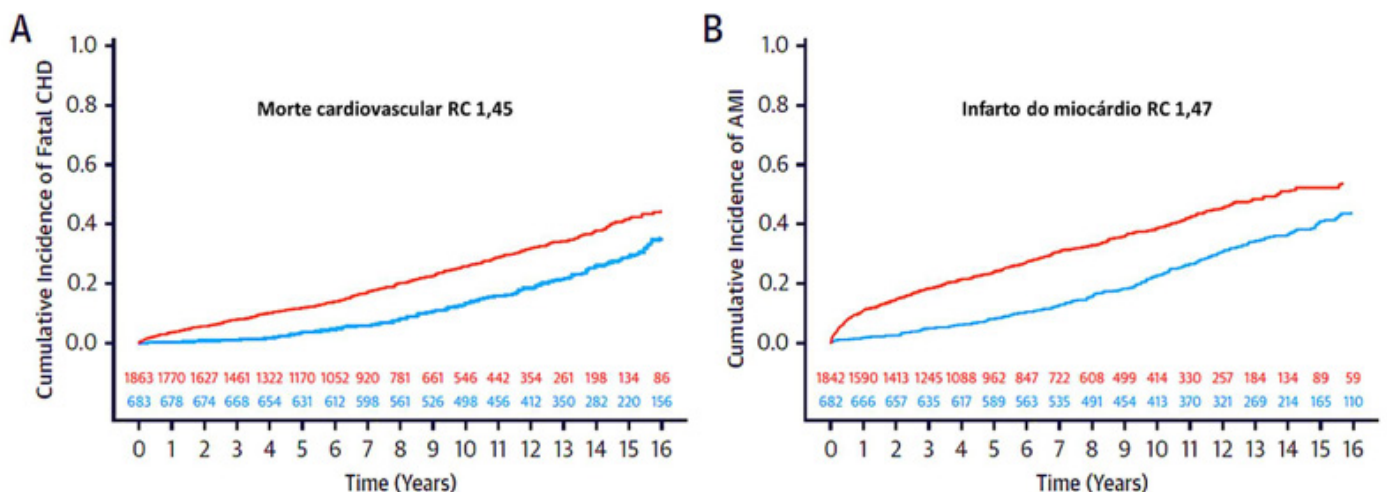 A
Cumulative Incidence of Fatal CHD
1.0
0.8
0.6
0.4
0.2
0.0
Morte cardiovascular RC 1,45
1863 1770 1627 1461 1322 1170 1052 920 781 661 546 442 354 261 198 134 86
683 678 674 668 654 631 612 598 561 526 498 456 412 350 282 220 156
0 1 2 3 4 5 6 7 8 9 10 11 12 13 14 15 16
Time (Years)
B
Cumulative Incidence of AMI
1.0
0.8
0.6
0.4
0.2
0.0
Infarto do miocárdio RC 1,47
1842 1590 1413 1245 1088 962 847 722 608 499 414 330 257 184 134 89 59
682 666 657 635 617 589 563 535 491 454 413 370 321 269 214 165 110
0 1 2 3 4 5 6 7 8 9 10 11 12 13 14 15 16
Time (Years)